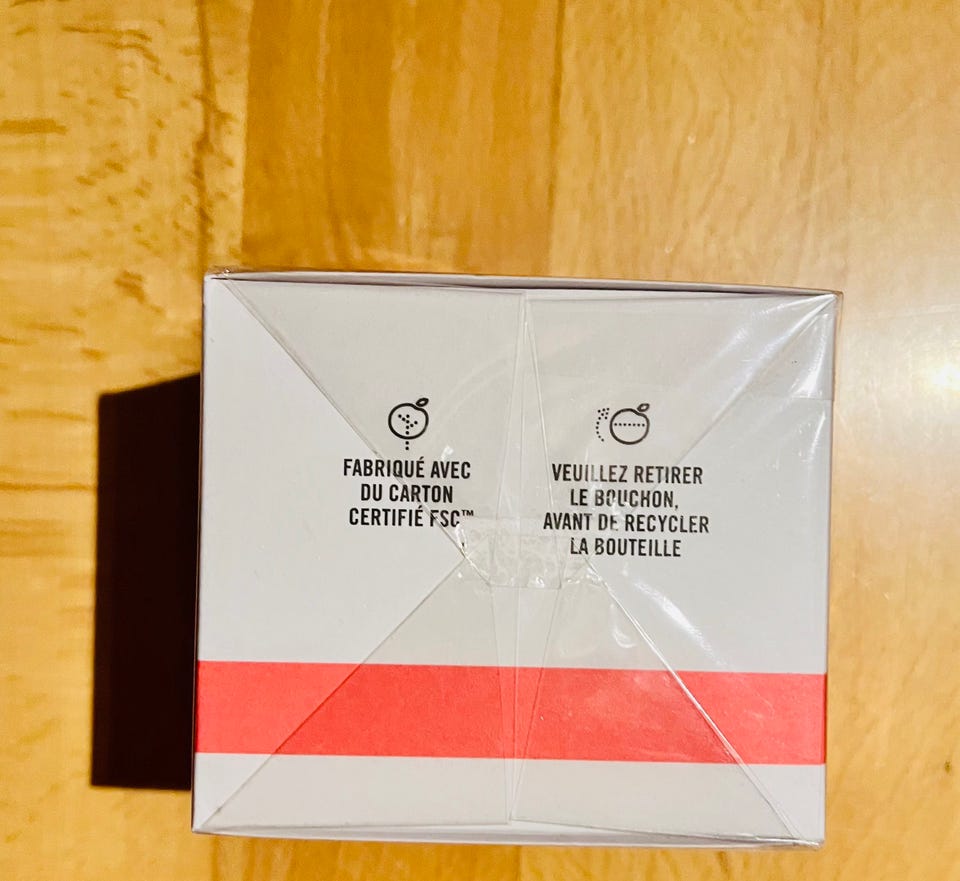 FABRIQUÉ AVEC
DU CARTON
CERTIFIÉ FSC™
VEUILLEZ RETIRER
LE BOUCHON,
AVANT DE RECYCLER
LA BOUTEILLE